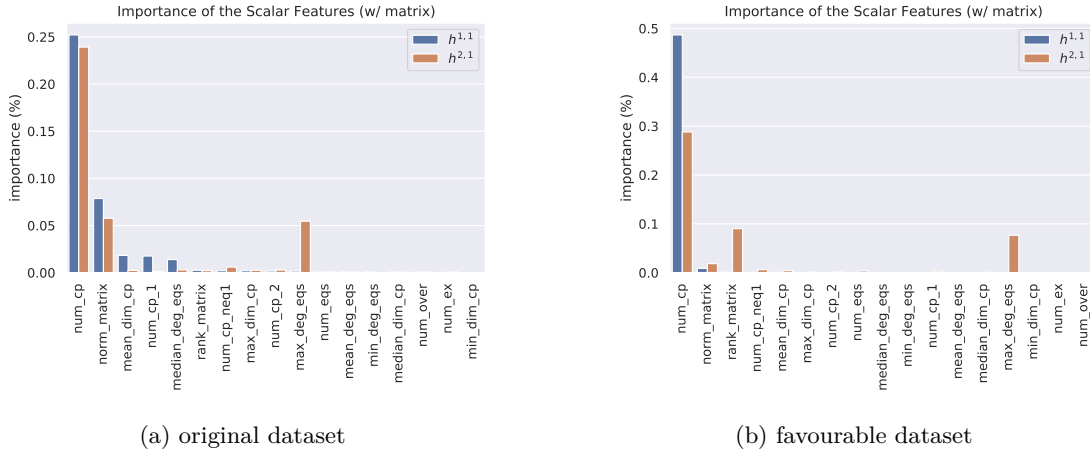 Importance of the Scalar Features (w/ matrix)
importance (%)
0.25
0.20
0.15
0.10
0.05
0.00
h^{1,1}
h^{2,1}
num_cp
norm_matrix
mean_dim_cp
num_cp_1
median_deg_eqs
rank_matrix
num_cp_neq1
max_dim_cp
num_cp_2
max_deg_eqs
num_eqs
mean_deg_eqs
min_deg_eqs
median_dim_cp
num_over
num_ex
min_dim_cp
(a) original dataset
Importance of the Scalar Features (w/ matrix)
importance (%)
0.5
0.4
0.3
0.2
0.1
0.0
h^{1,1}
h^{2,1}
num_cp
norm_matrix
rank_matrix
num_cp_neq1
mean_dim_cp
max_dim_cp
num_cp_2
num_eqs
median_deg_eqs
min_deg_eqs
num_cp_1
mean_deg_eqs
median_dim_cp
max_deg_eqs
min_dim_cp
num_ex
num_over
(b) favourable dataset